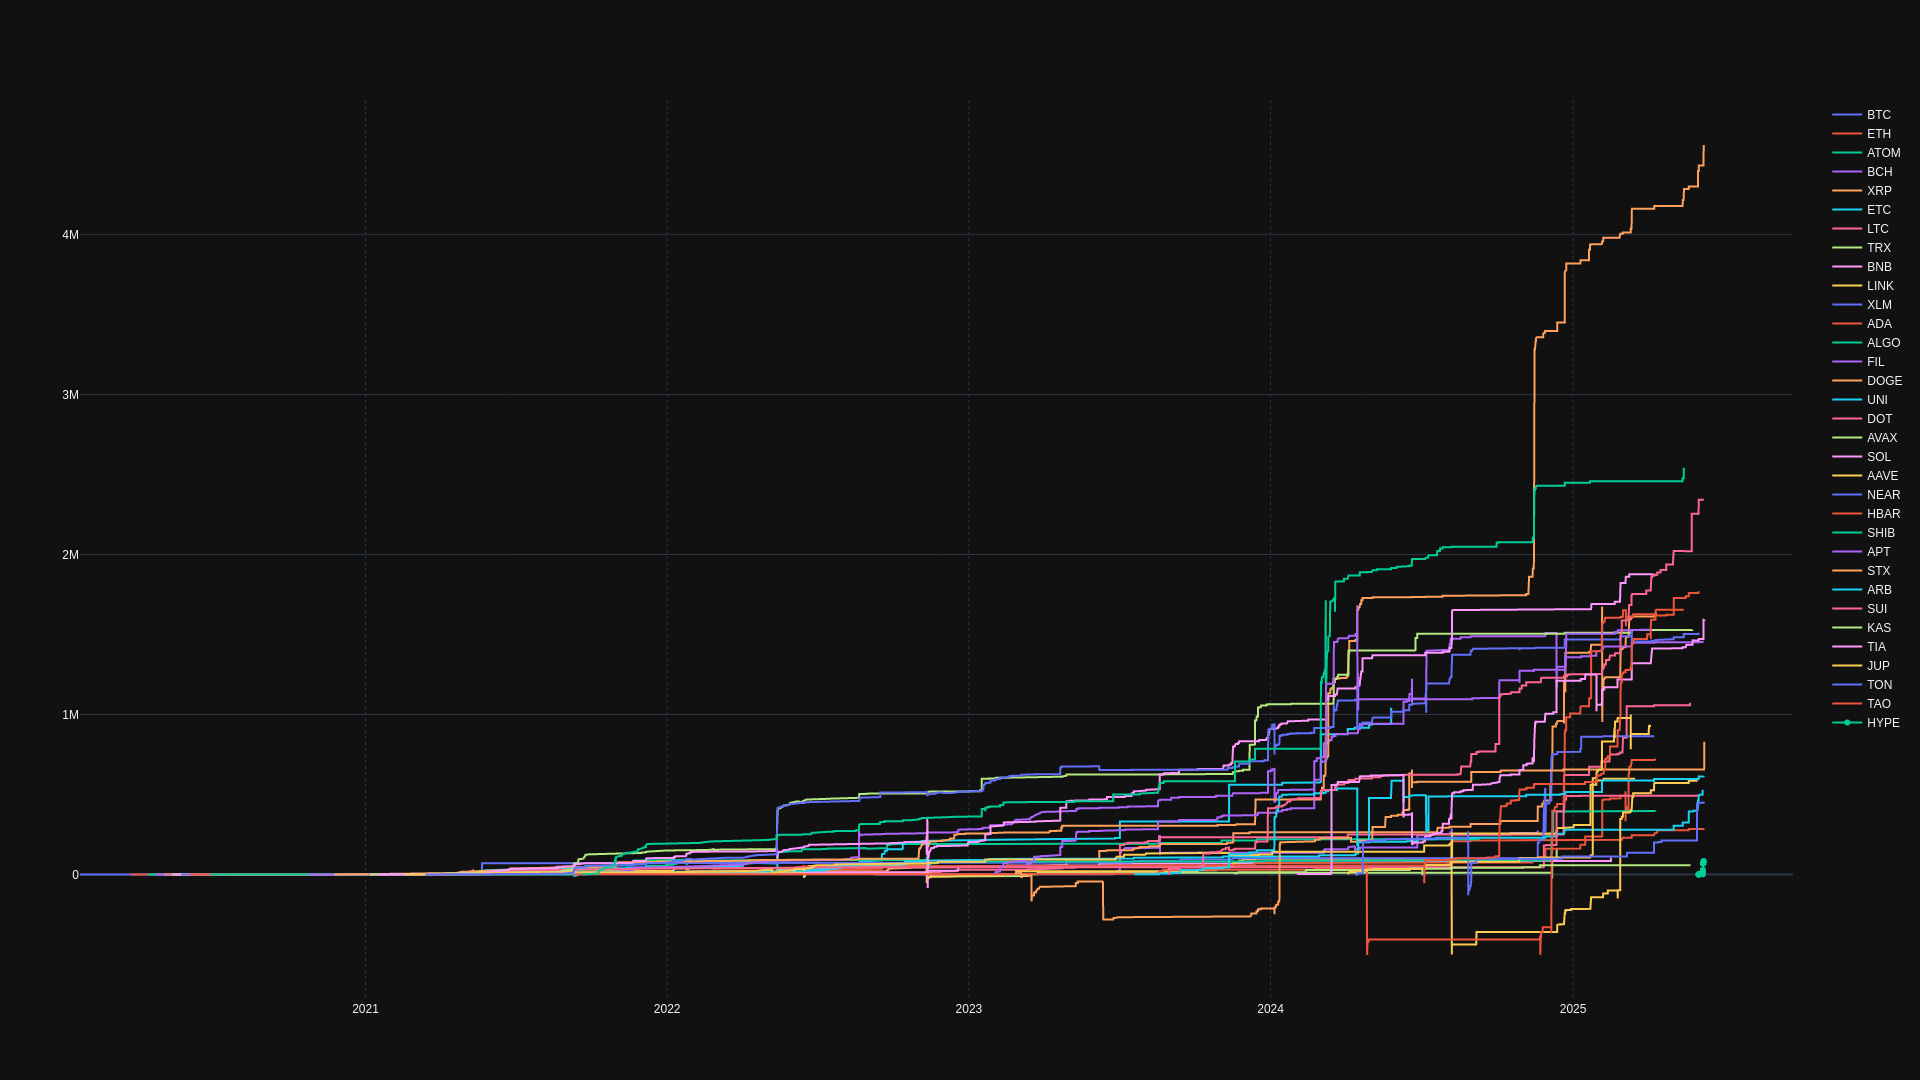 4M
3M
2M
1M
0
2021
2022
2023
2024
2025
BTC
ETH
ATOM
BCH
XRP
ETC
LTC
TRX
BNB
LINK
XLM
ADA
ALGO
FIL
DOGE
UNI
DOT
AVAX
SOL
AAVE
NEAR
HBAR
SHIB
APT
STX
ARB
SUI
KAS
TIA
JUP
TON
TAO
HYPE